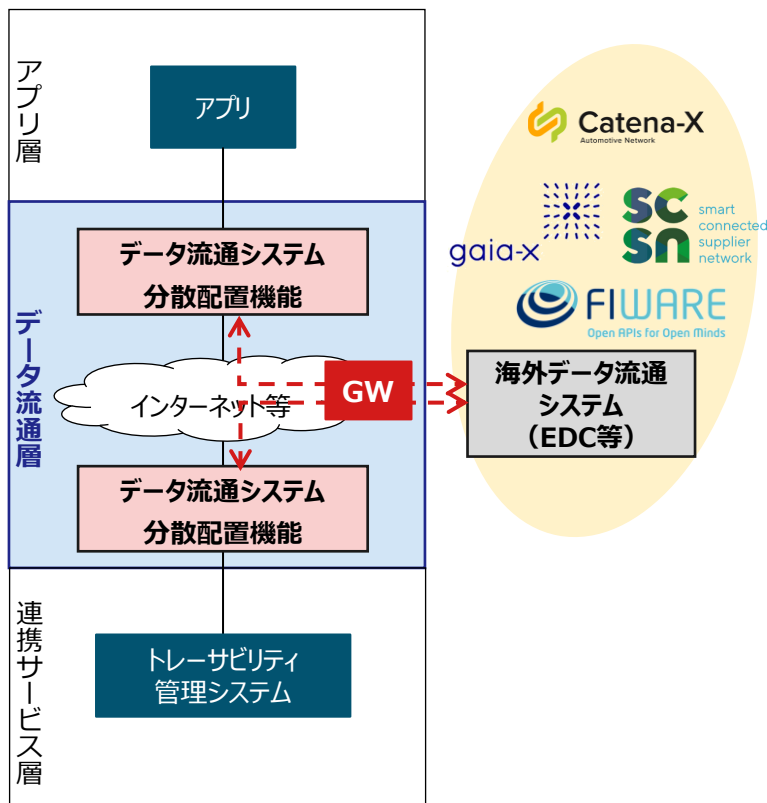 アプリ層
アプリ
Catena-X
Automotive Network
gaia-x
SC
SN
smart
connected
supplier
network
FIWARE
Open APIs for Open Minds
データ流通層
データ流通システム
分散配置機能
インターネット等
GW
海外データ流通
システム
（EDC等）
データ流通システム
分散配置機能
連携サービス層
トレーサビリティ
管理システム